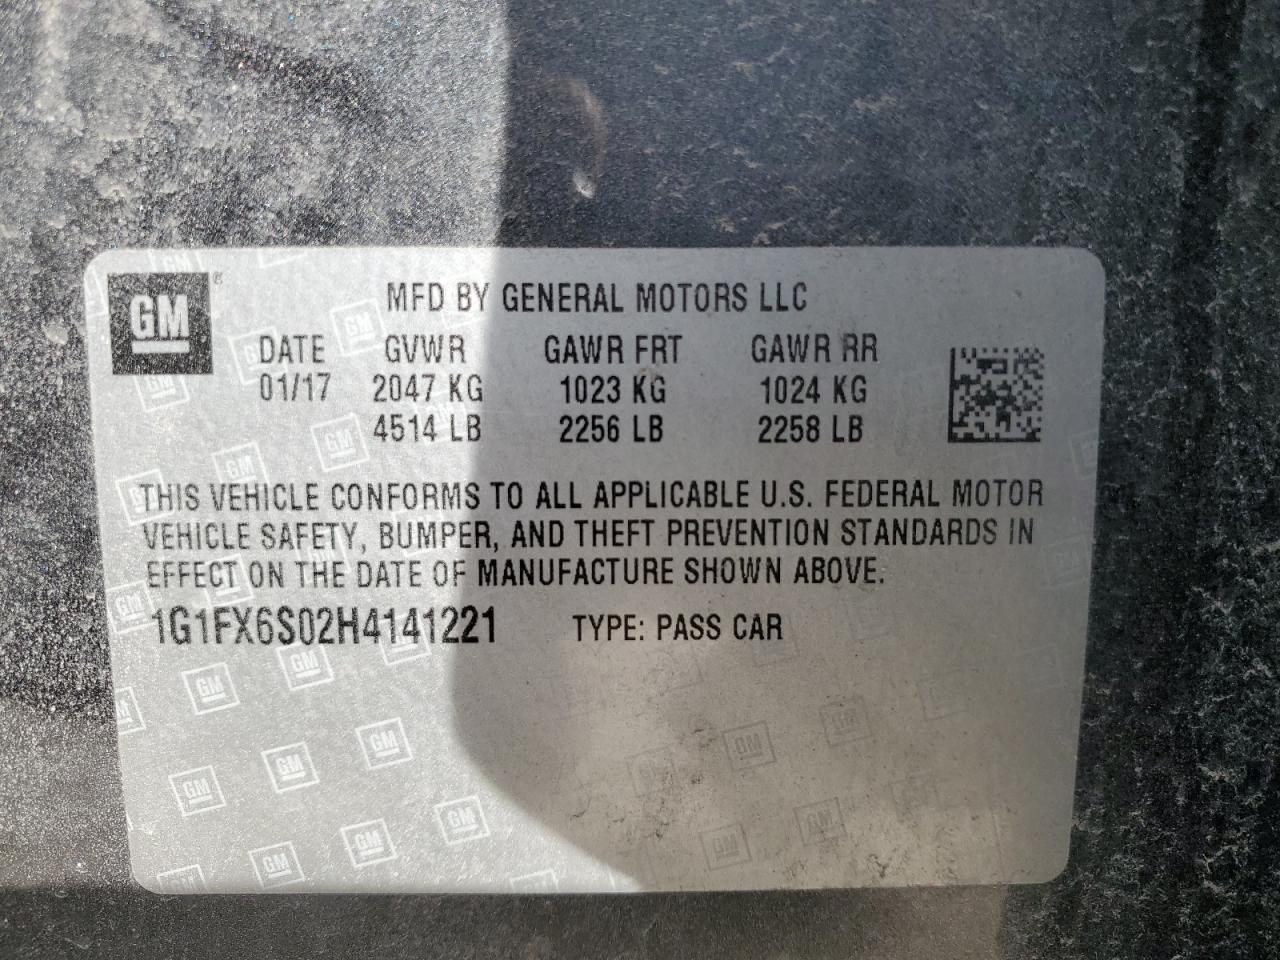 GM ®
MFD BY GENERAL MOTORS LLC
DATE GVWR GAWR FRT GAWR RR
01/17 2047 KG 1023 KG 1024 KG
4514 LB 2256 LB 2258 LB
THIS VEHICLE CONFORMS TO ALL APPLICABLE U.S. FEDERAL MOTOR
VEHICLE SAFETY, BUMPER, AND THEFT PREVENTION STANDARDS IN
EFFECT ON THE DATE OF MANUFACTURE SHOWN ABOVE.
1G1FX6S02H4141221 TYPE: PASS CAR